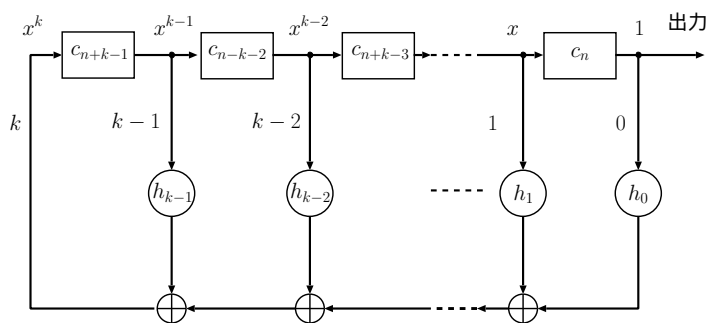 x^k x^{k-1} x^{k-2} x 1 出力
c_{n+k-1} c_{n-k-2} c_{n+k-3} c_n
k k-1 k-2 1 0
h_{k-1} h_{k-2} h_1 h_0